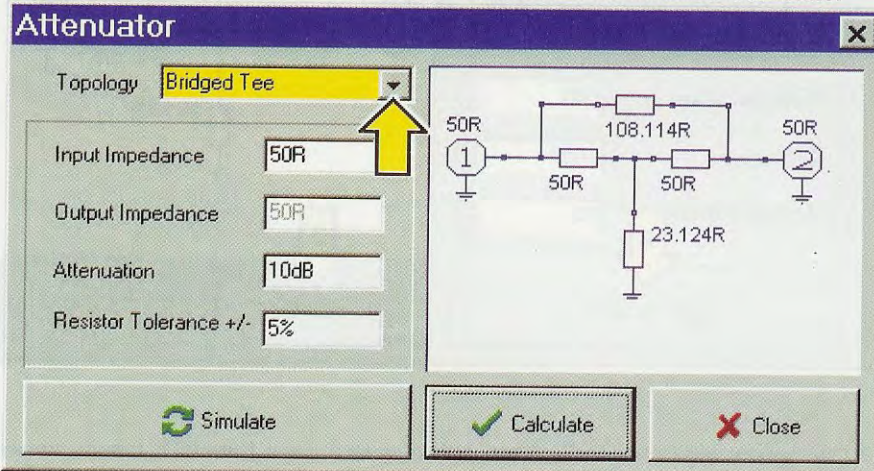 Attenuator
Topology Bridged Tee
Input Impedance 50R
Output Impedance 50R
Attenuation 10dB
Resistor Tolerance +/- 5%
50R
108.114R
50R
1
50R
50R
2
23.124R
Simulate
Calculate
Close